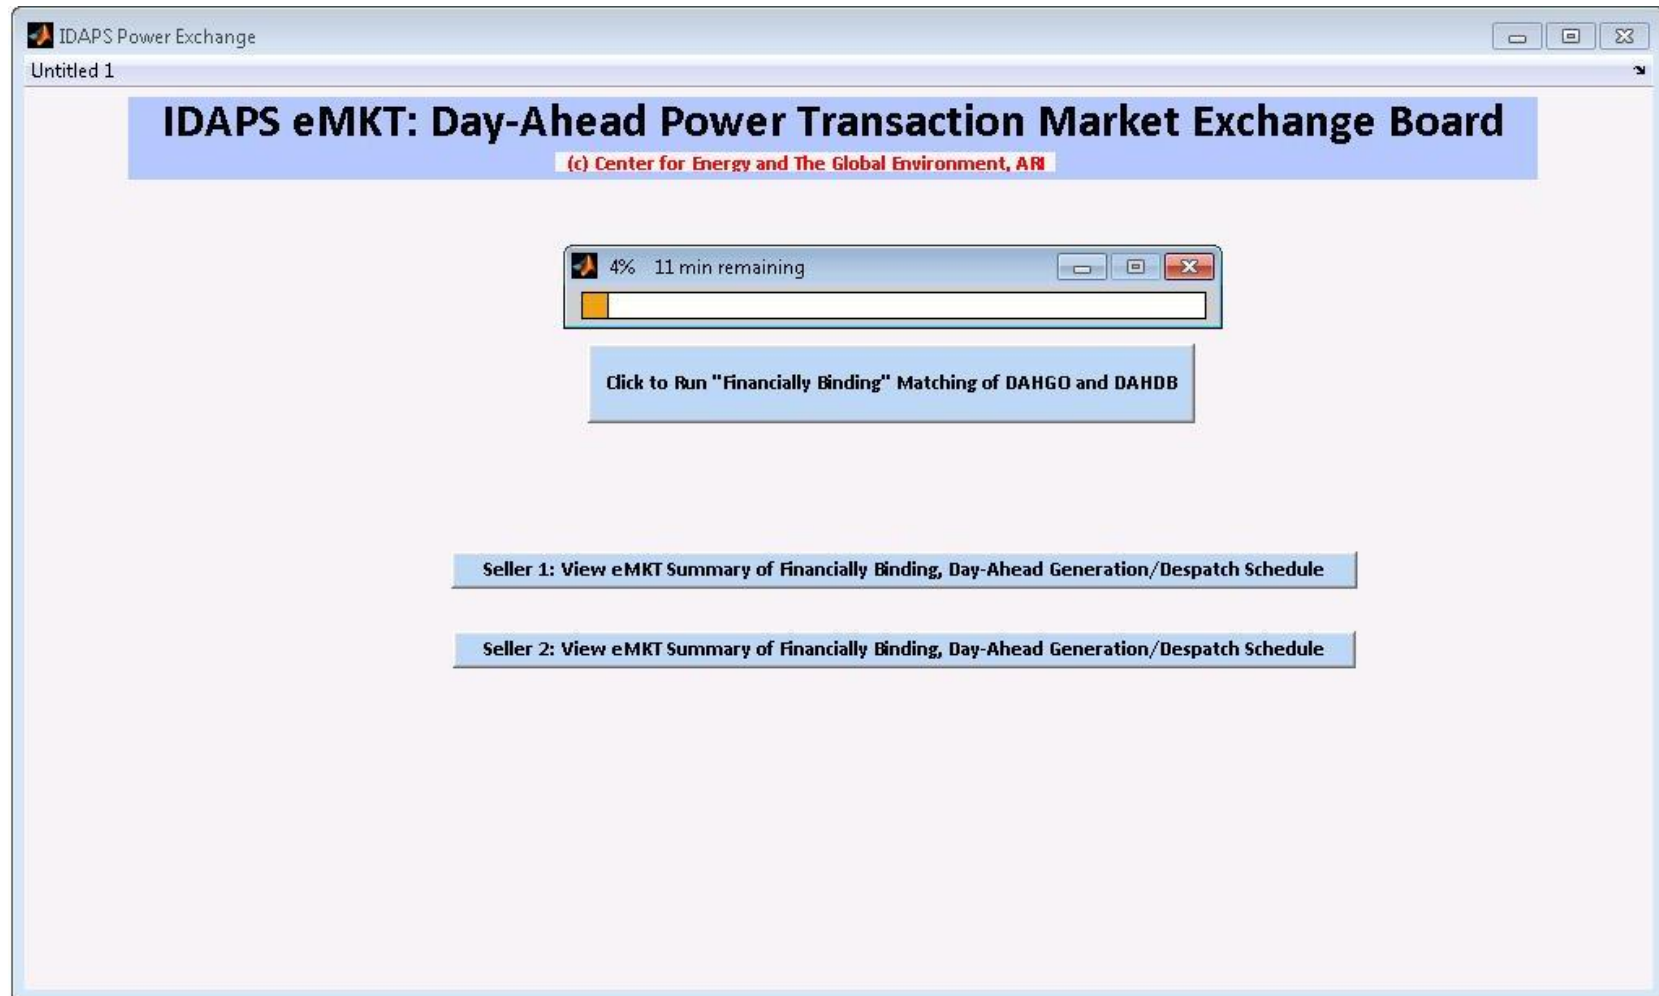 IDAPS Power Exchange
Untitled 1
IDAPS eMKT: Day-Ahead Power Transaction Market Exchange Board
(c) Center for Energy and The Global Environment, ARI
4% 11 min remaining
Click to Run "Financially Binding" Matching of DAHGO and DAHDB
Seller 1: View eMKT Summary of Financially Binding, Day-Ahead Generation/Despatch Schedule
Seller 2: View eMKT Summary of Financially Binding, Day-Ahead Generation/Despatch Schedule